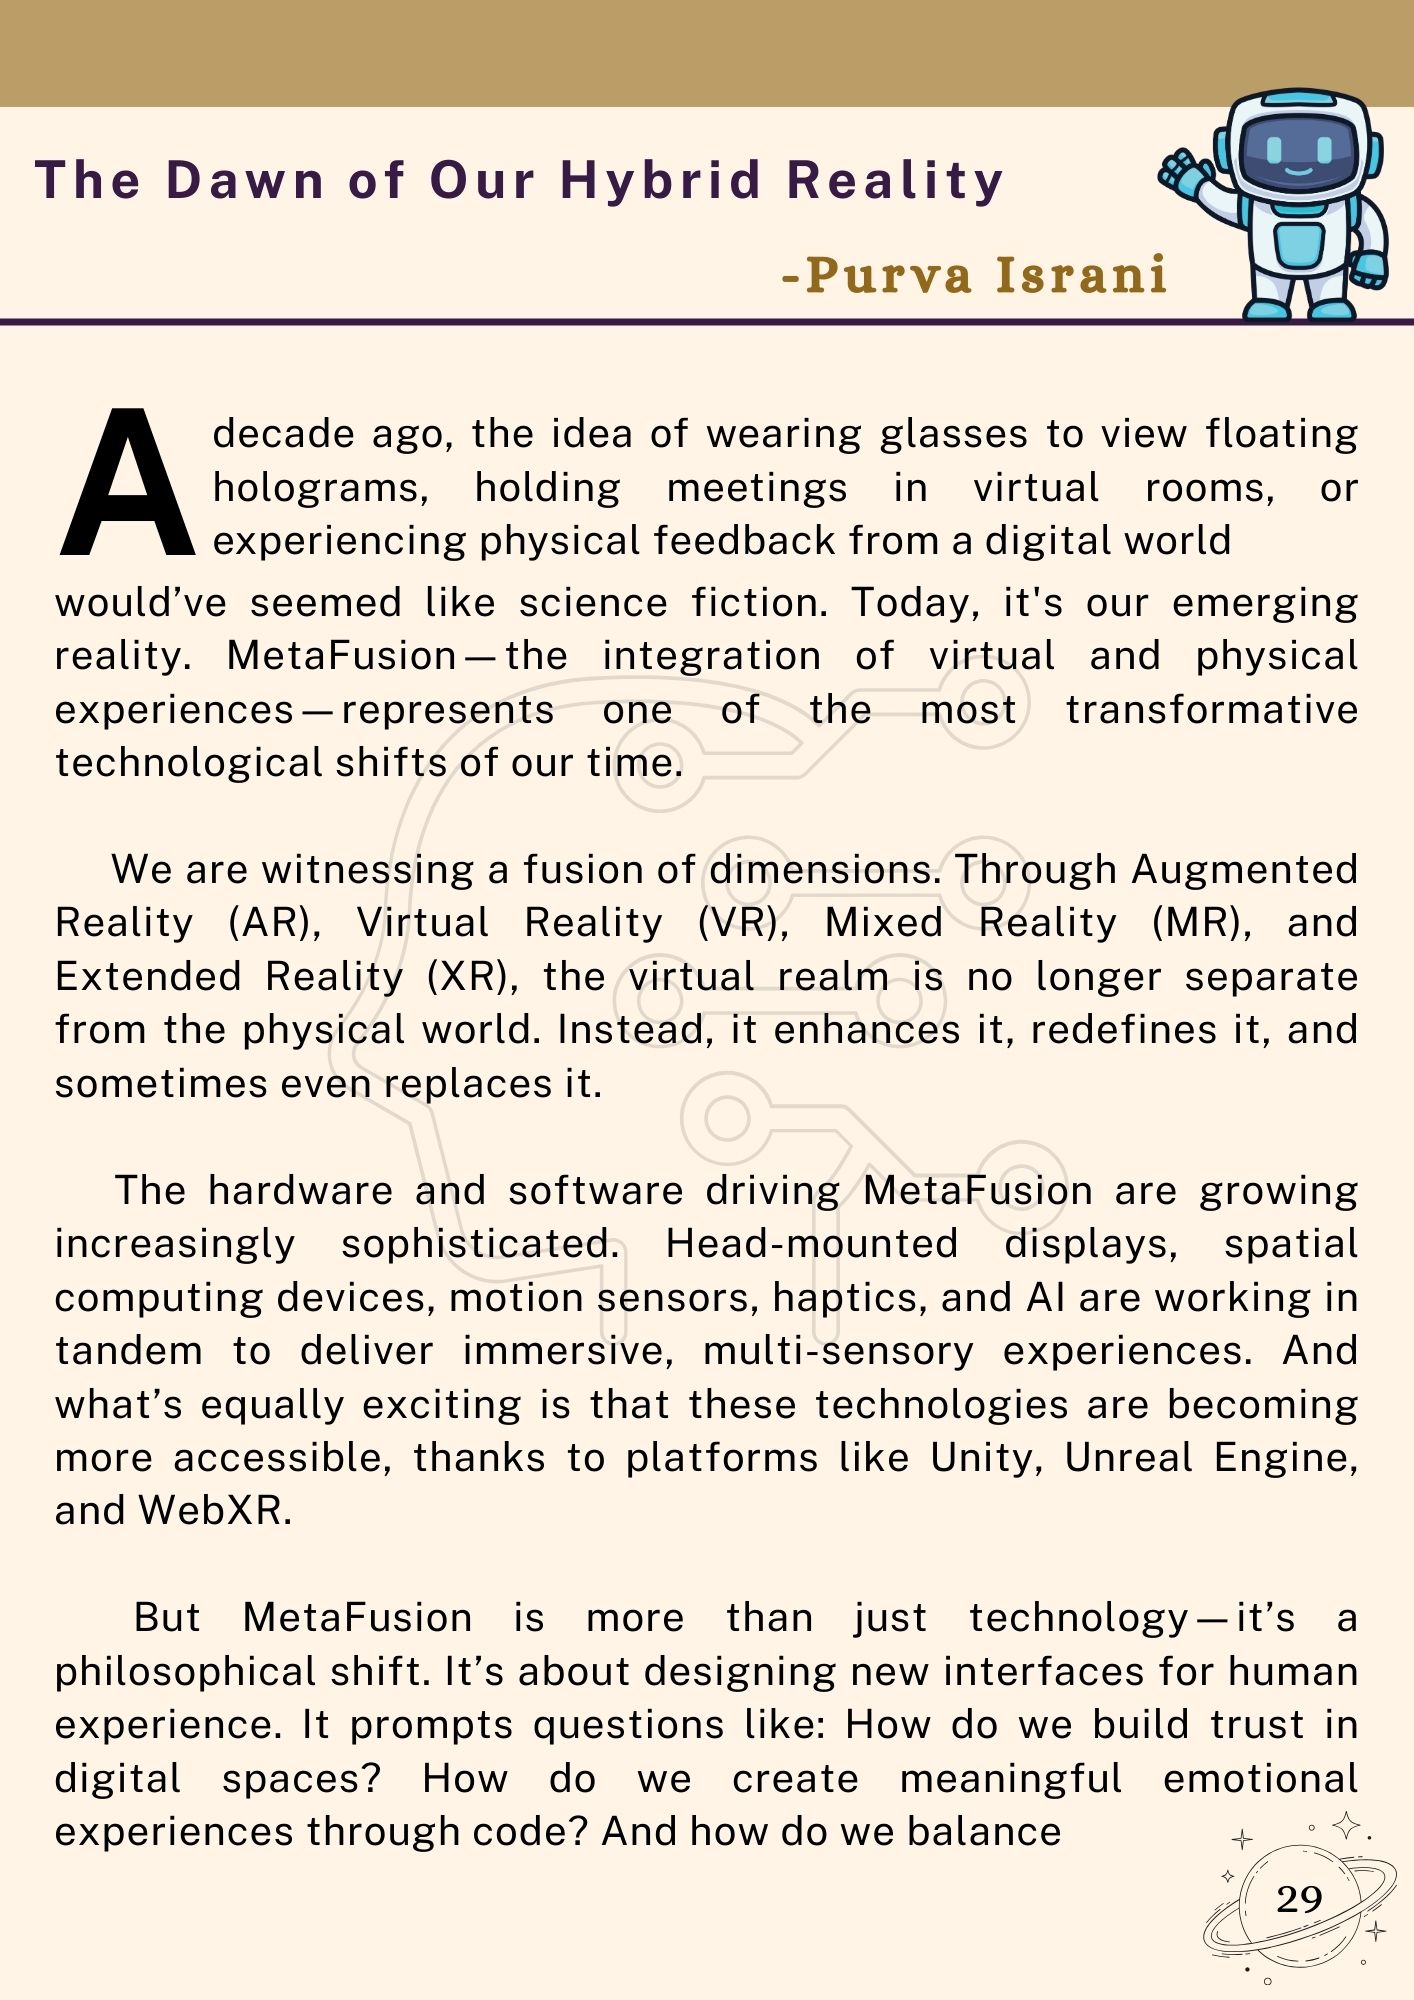 The Dawn of Our Hybrid Reality
-Purva Israni
A decade ago, the idea of wearing glasses to view floating
holograms, holding meetings in virtual rooms, or
experiencing physical feedback from a digital world
would’ve seemed like science fiction. Today, it's our emerging
reality. MetaFusion—the integration of virtual and physical
experiences—represents one of the most transformative
technological shifts of our time.
We are witnessing a fusion of dimensions. Through Augmented
Reality (AR), Virtual Reality (VR), Mixed Reality (MR), and
Extended Reality (XR), the virtual realm is no longer separate
from the physical world. Instead, it enhances it, redefines it, and
sometimes even replaces it.
The hardware and software driving MetaFusion are growing
increasingly sophisticated. Head-mounted displays, spatial
computing devices, motion sensors, haptics, and AI are working in
tandem to deliver immersive, multi-sensory experiences. And
what’s equally exciting is that these technologies are becoming
more accessible, thanks to platforms like Unity, Unreal Engine,
and WebXR.
But MetaFusion is more than just technology—it’s a
philosophical shift. It’s about designing new interfaces for human
experience. It prompts questions like: How do we build trust in
digital spaces? How do we create meaningful emotional
experiences through code? And how do we balance
29